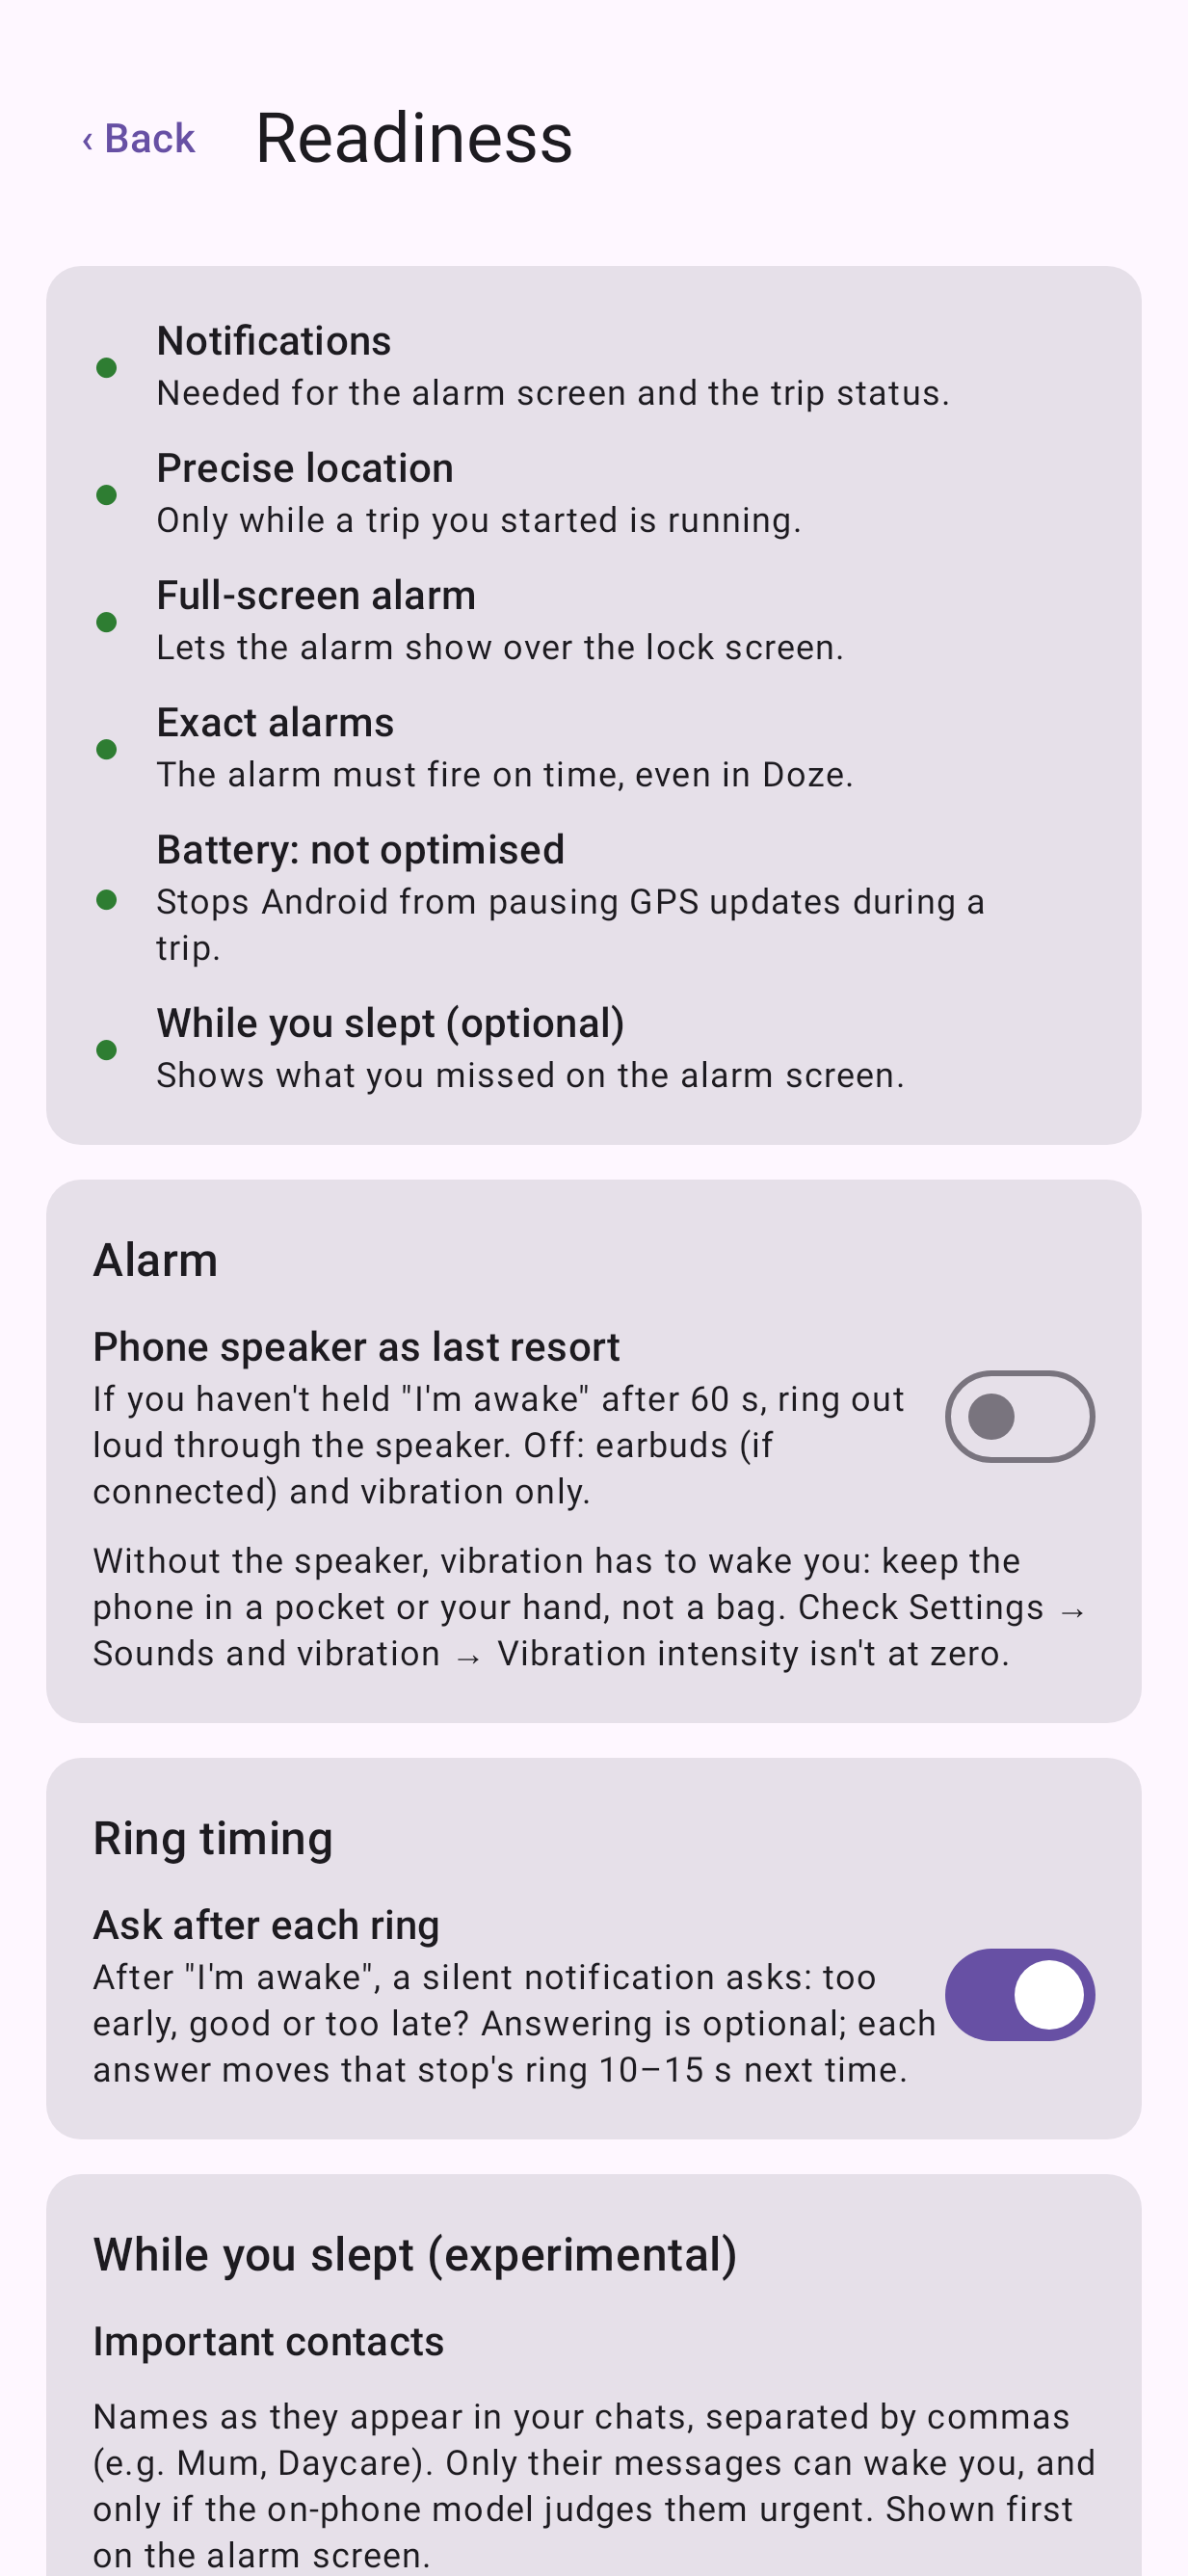 ‹ Back Readiness
Notifications
Needed for the alarm screen and the trip status.
Precise location
Only while a trip you started is running.
Full-screen alarm
Lets the alarm show over the lock screen.
Exact alarms
The alarm must fire on time, even in Doze.
Battery: not optimised
Stops Android from pausing GPS updates during a
trip.
While you slept (optional)
Shows what you missed on the alarm screen.
Alarm
Phone speaker as last resort
If you haven't held "I'm awake" after 60 s, ring out
loud through the speaker. Off: earbuds (if
connected) and vibration only.
Without the speaker, vibration has to wake you: keep the
phone in a pocket or your hand, not a bag. Check Settings →
Sounds and vibration → Vibration intensity isn't at zero.
Ring timing
Ask after each ring
After "I'm awake", a silent notification asks: too
early, good or too late? Answering is optional; each
answer moves that stop's ring 10–15 s next time.
While you slept (experimental)
Important contacts
Names as they appear in your chats, separated by commas
(e.g. Mum, Daycare). Only their messages can wake you, and
only if the on-phone model judges them urgent. Shown first
on the alarm screen.